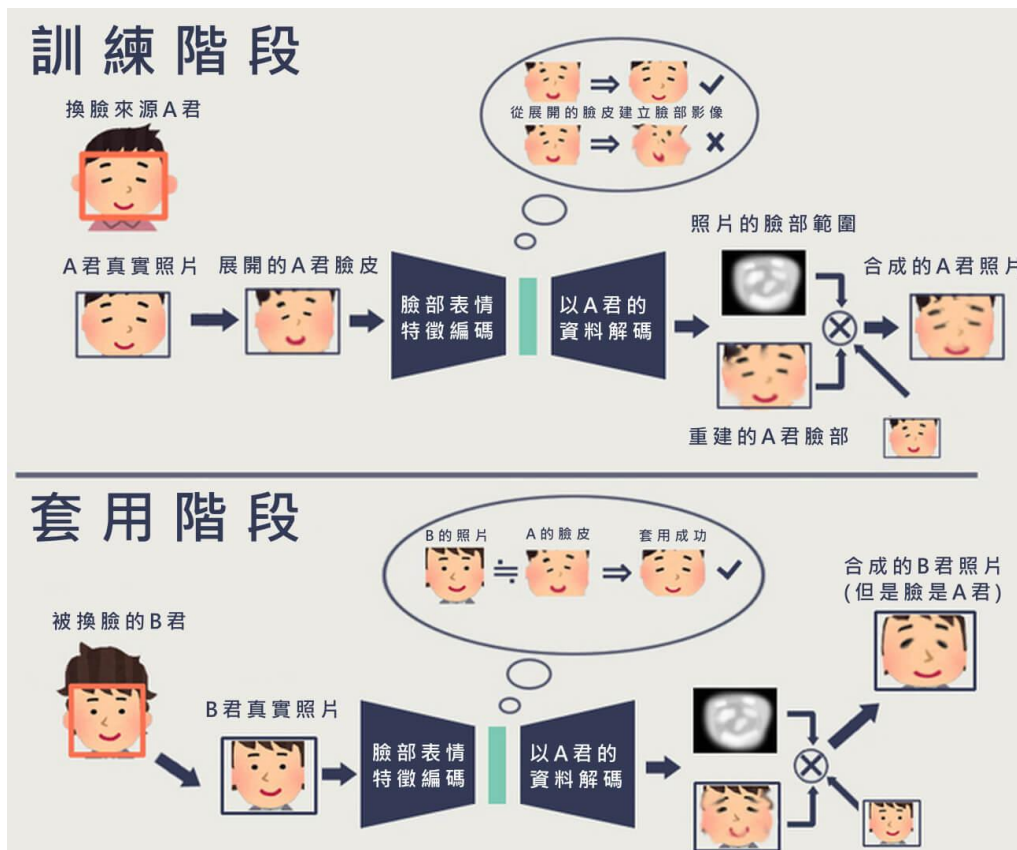 訓練階段
換臉來源A君
從展開的臉皮建立臉部影像
A君真實照片
展開的A君臉皮
臉部表情
特徵編碼
以A君的
資料解碼
照片的臉部範圍
合成的A君照片
重建的A君臉部
套用階段
B的照片
A的臉皮
套用成功
被換臉的B君
B君真實照片
臉部表情
特徵編碼
以A君的
資料解碼
合成的B君照片
(但是臉是A君)